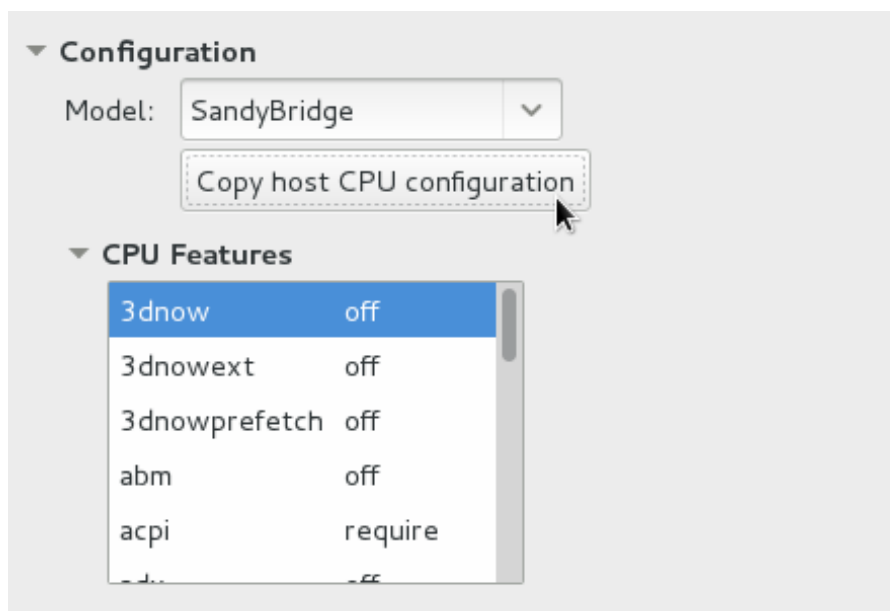 Configuration
Model: SandyBridge
Copy host CPU configuration
CPU Features
3dnow off
3dnowext off
3dnowprefetch off
abm off
acpi require